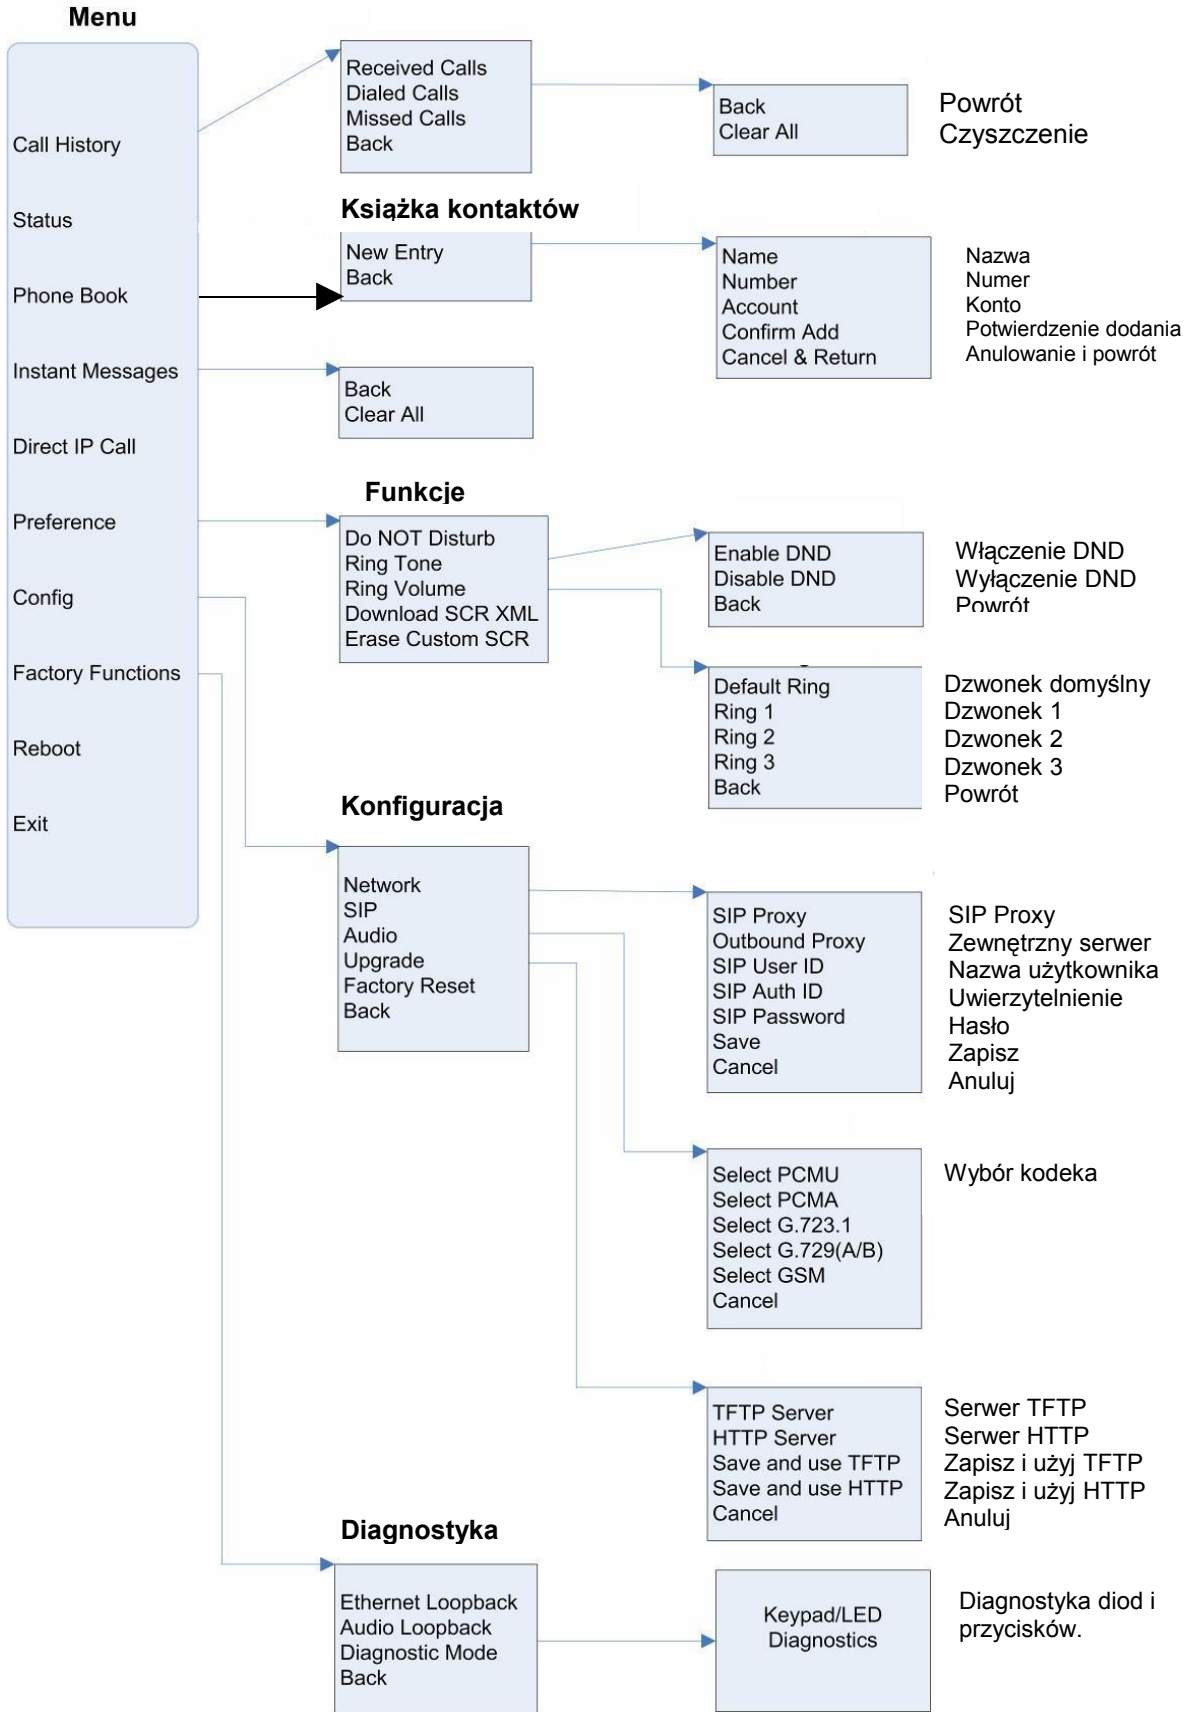 Menu
Call History
Status
Phone Book
Instant Messages
Direct IP Call
Preference
Config
Factory Functions
Reboot
Exit
Received Calls
Dialed Calls
Missed Calls
Back
Back
Clear All
Powrót
Czyszczenie
Książka kontaktów
New Entry
Back
Name
Number
Account
Confirm Add
Cancel & Return
Nazwa
Numer
Konto
Potwierdzenie dodania
Anulowanie i powrót
Back
Clear All
Funkcje
Do NOT Disturb
Ring Tone
Ring Volume
Download SCR XML
Erase Custom SCR
Enable DND
Disable DND
Back
Włączenie DND
Wyłączenie DND
Powrót
Default Ring
Ring 1
Ring 2
Ring 3
Back
Dzwonek domyślny
Dzwonek 1
Dzwonek 2
Dzwonek 3
Powrót
Konfiguracja
Network
SIP
Audio
Upgrade
Factory Reset
Back
SIP Proxy
Outbound Proxy
SIP User ID
SIP Auth ID
SIP Password
Save
Cancel
SIP Proxy
Zewnętrzny serwer
Nazwa użytkownika
Uwierzytelnienie
Hasło
Zapisz
Anuluj
Select PCMU
Select PCMA
Select G.723.1
Select G.729(A/B)
Select GSM
Cancel
Wybór kodeka
TFTP Server
HTTP Server
Save and use TFTP
Save and use HTTP
Cancel
Serwer TFTP
Serwer HTTP
Zapisz i użyj TFTP
Zapisz i użyj HTTP
Anuluj
Diagnostyka
Ethernet Loopback
Audio Loopback
Diagnostic Mode
Back
Keypad/LED
Diagnostics
Diagnostyka diod i
przycisków.